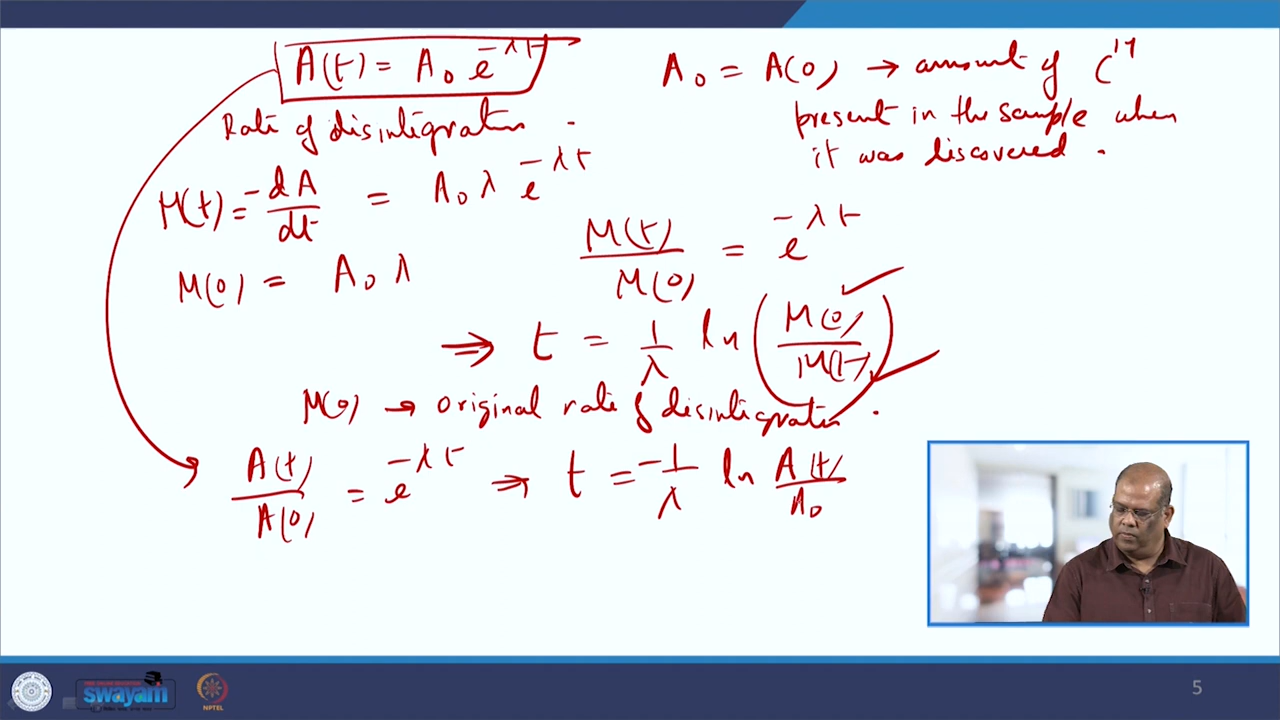 A(t) = A₀ e^{-λt}
A₀ = A(0) → amount of C¹⁴
present in the sample when
it was discovered .
Rate of disintegration .
M(t) = -dA/dt = A₀ λ e^{-λt}
M(0) = A₀ λ
M(t)/M(0) = e^{-λt}
⇒ t = 1/λ ln (M(0)/M(t))
M(0) → original rate of disintegration .
A(t)/A(0) = e^{-λt} ⇒ t = -1/λ ln A(t)/A₀
swayam
NPTEL
5